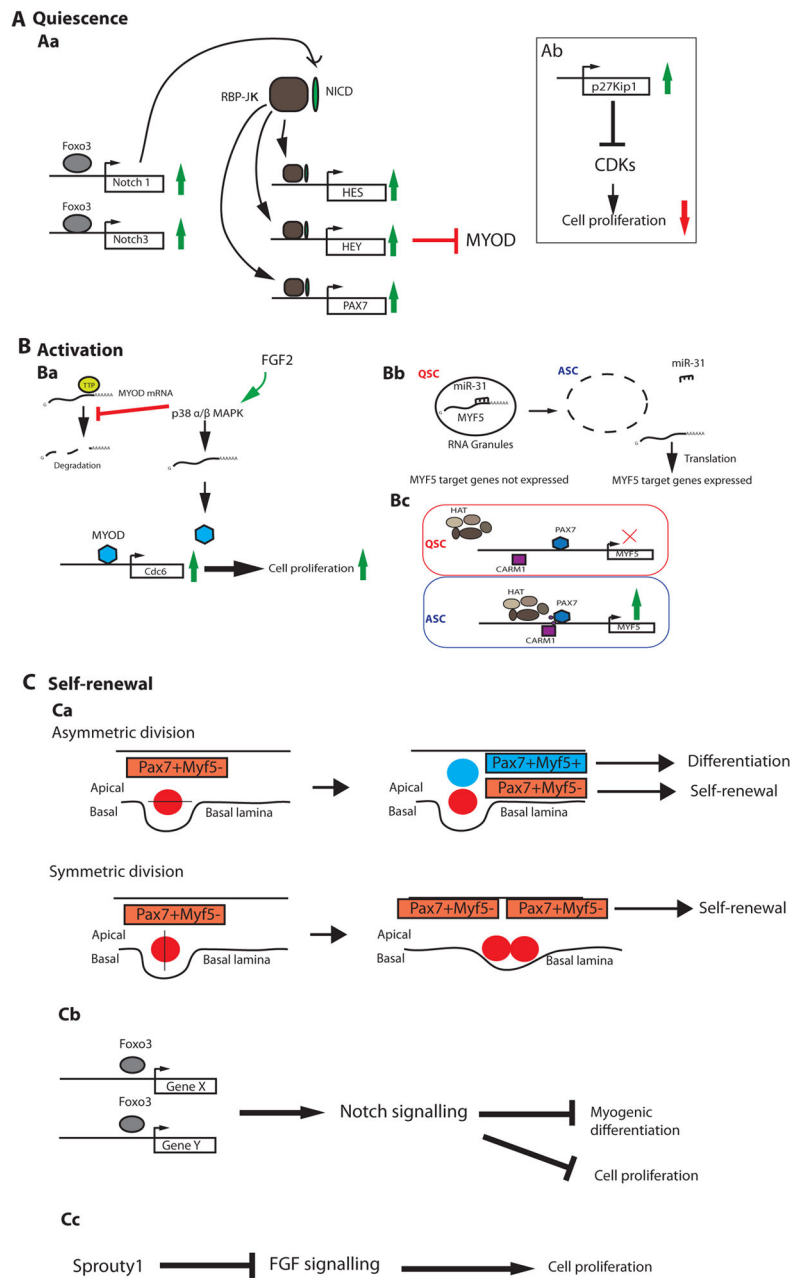 A Quiescence
Aa
Ab
p27Kip1
CDKs
Cell proliferation
RBP-JK
NICD
Foxo3
Notch 1
Foxo3
Notch3
HES
HEY
MYOD
PAX7
B Activation
Ba
FGF2
TTP
MYOD mRNA
G
AAAAAA
p38 α/β MAPK
G
AAAAAA
Degradation
G
AAAAAA
MYOD
Cdc6
Cell proliferation
Bb
QSC
miR-31
G
AAAAAA
MYF5
RNA Granules
ASC
miR-31
G
AAAAAA
Translation
MYF5 target genes not expressed
MYF5 target genes expressed
Bc
HAT
QSC
PAX7
CARM1
MYF5
HAT
ASC
PAX7
CARM1
MYF5
C Self-renewal
Ca
Asymmetric division
Pax7+Myf5-
Apical
Basal
Basal lamina
Pax7+Myf5+
Differentiation
Pax7+Myf5-
Self-renewal
Apical
Basal
Basal lamina
Symmetric division
Pax7+Myf5-
Apical
Basal
Basal lamina
Pax7+Myf5-
Pax7+Myf5-
Self-renewal
Apical
Basal
Basal lamina
Cb
Foxo3
Gene X
Foxo3
Gene Y
Notch signalling
Myogenic
differentiation
Cell proliferation
Cc
Sprouty1
FGF signalling
Cell proliferation